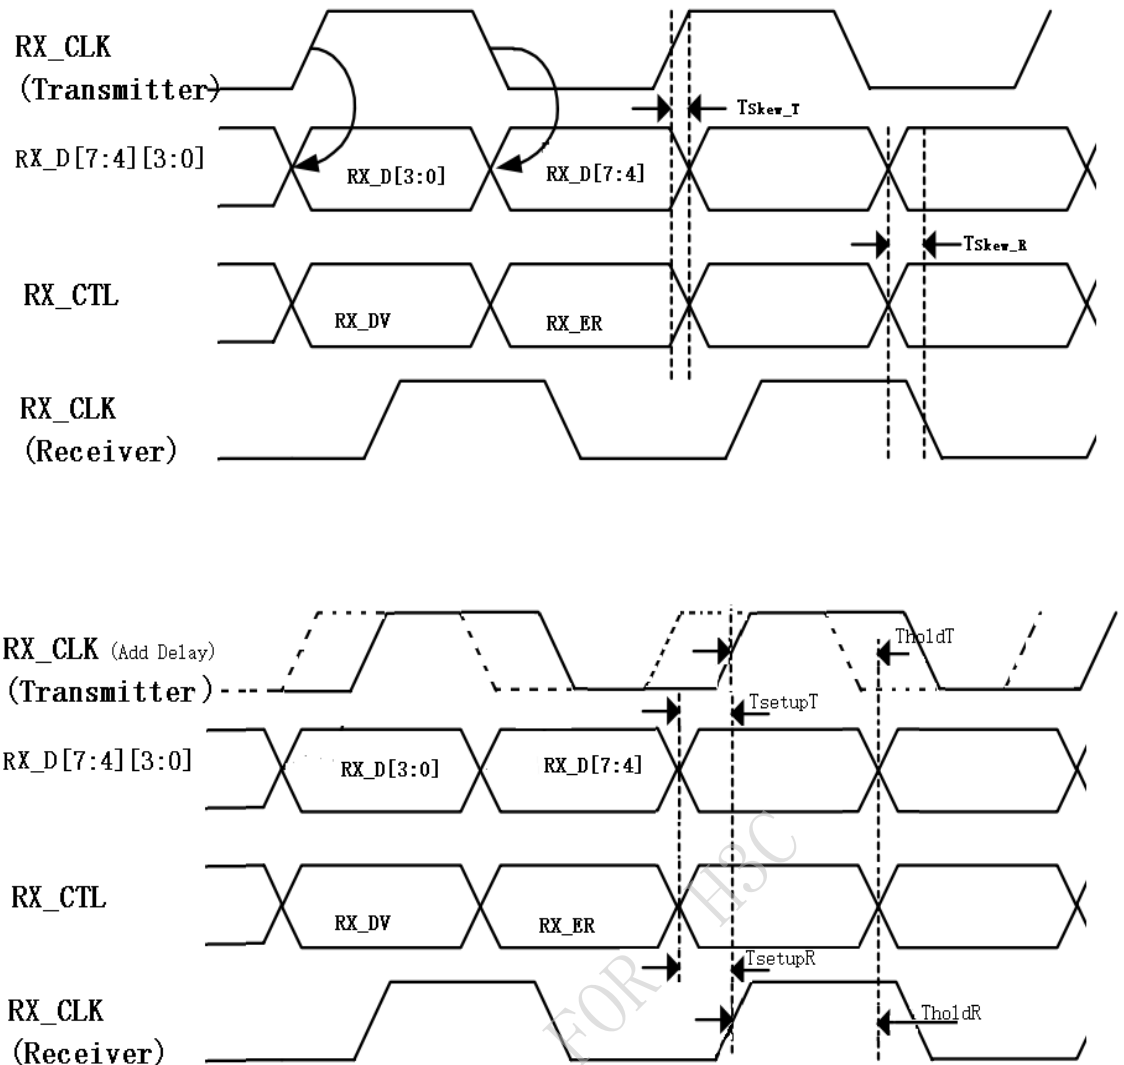 RX_CLK
(Transmitter)
Tskew_T
RX_D[7:4][3:0]
RX_D[3:0]
RX_D[7:4]
Tskew_R
RX_CTL
RX_DV
RX_ER
RX_CLK
(Receiver)
RX_CLK (Add Delay)
(Transmitter)
TholdT
TsetupT
RX_D[7:4][3:0]
RX_D[3:0]
RX_D[7:4]
RX_CTL
RX_DV
RX_ER
FOR H3C
TsetupR
RX_CLK
(Receiver)
TholdR